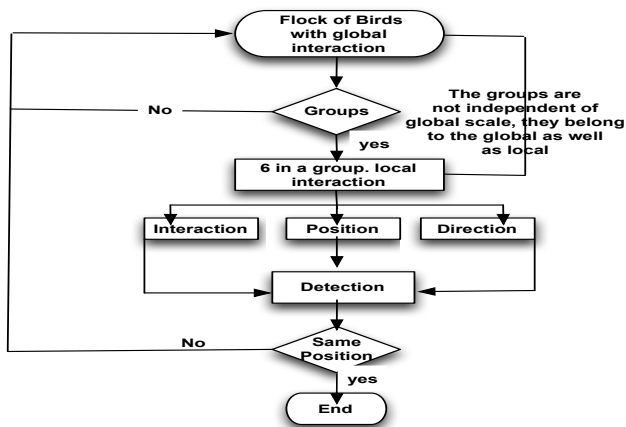 Flock of Birds
with global
interaction
No
Groups
The groups are
not independent of
global scale, they belong
to the global as well
as local
yes
6 in a group. local
interaction
Interaction
Position
Direction
Detection
No
Same
Position
yes
End